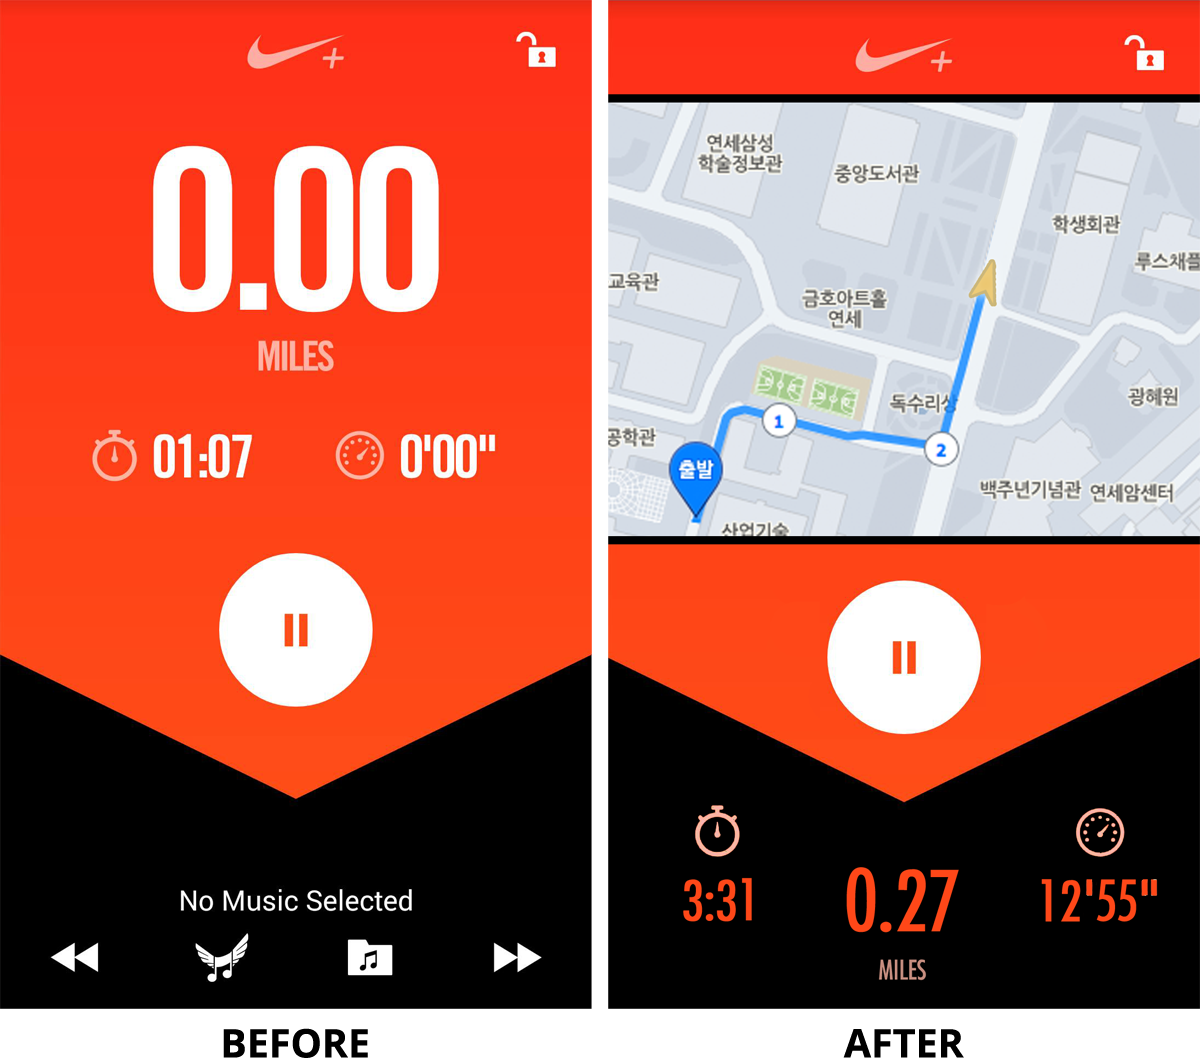 0.00
MILES
01:07
0'00"
No Music Selected
BEFORE
연세삼성
학술정보관
중앙도서관
학생회관
루스채플
교육관
금호아트홀
연세
독수리상
광혜원
1
2
공학관
출발
백주년기념관
연세암센터
산업기술
3:31
0.27
12'55"
MILES
AFTER